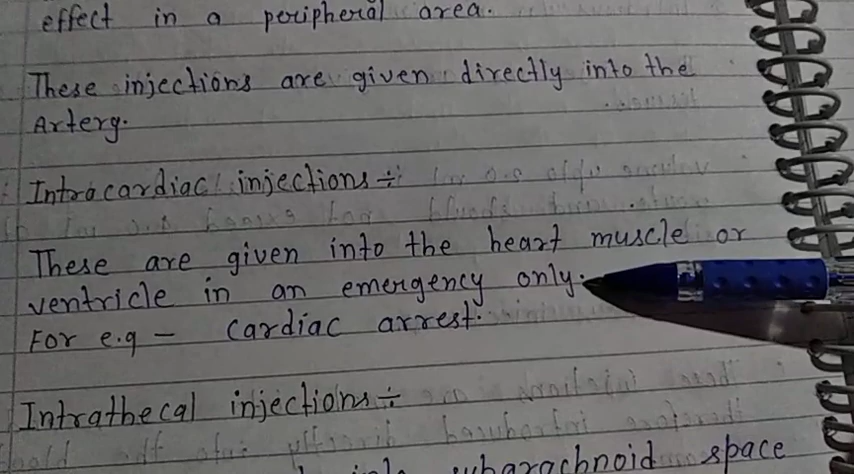 effect in a peripheral area.
These injections are given directly into the
Artery.
Intracardiac injections ÷
These are given into the heart muscle or
ventricle in an emergency only.
For e.g - Cardiac arrest.
Intrathecal injections ÷
subarachnoid space